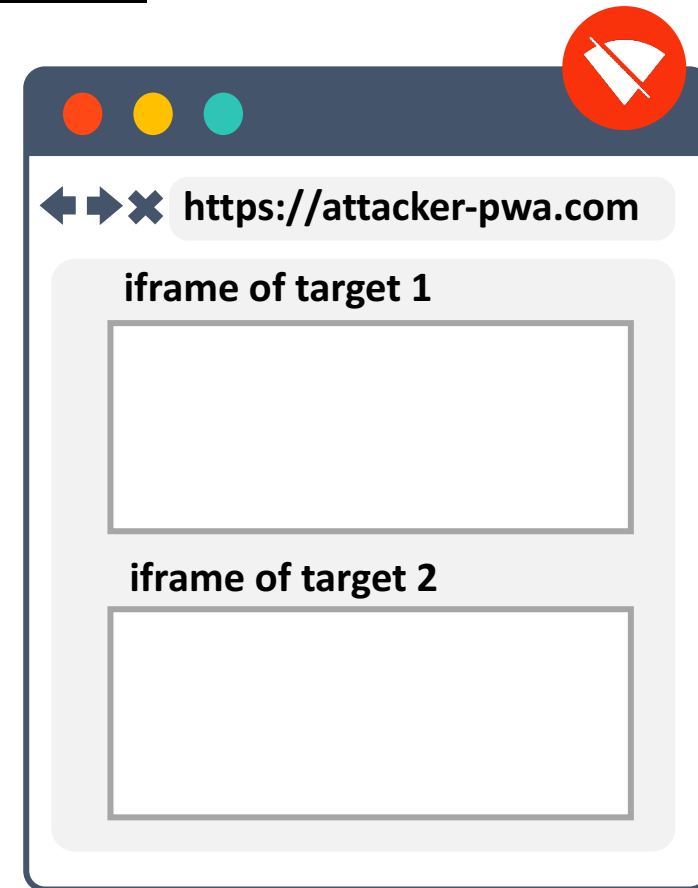 https://attacker-pwa.com
iframe of target 1
iframe of target 2